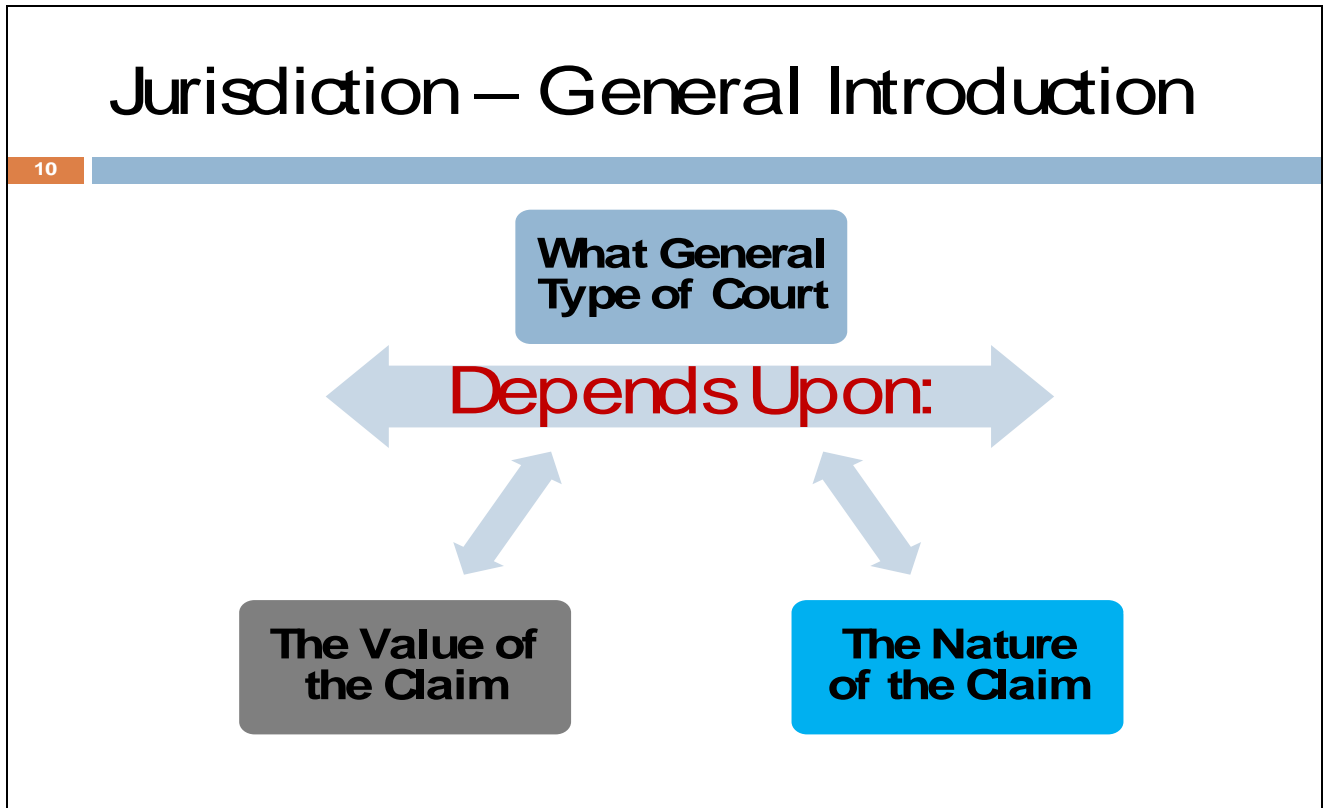 Jurisdiction – General Introduction
10
What General
Type of Court
Depends Upon:
The Value of
the Claim
The Nature
of the Claim